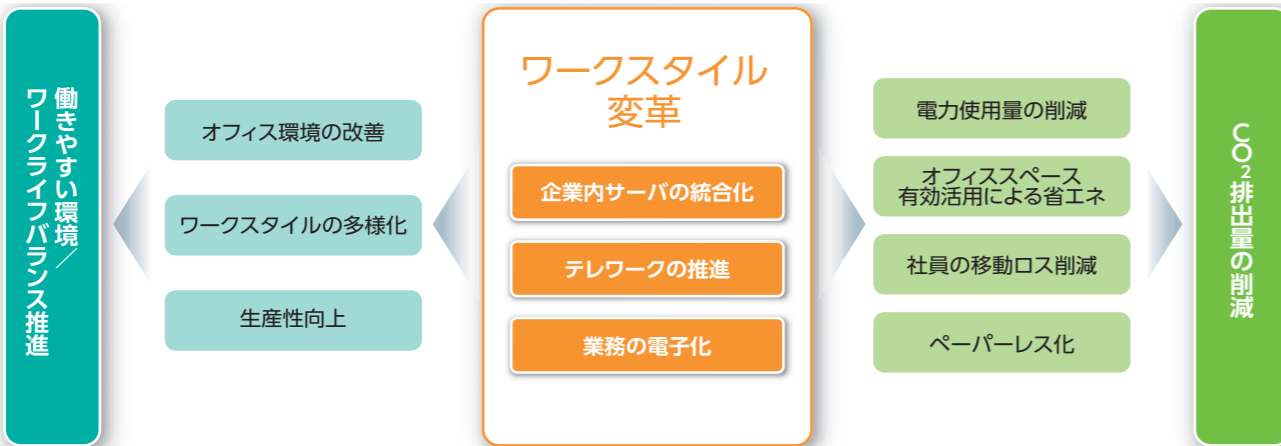 働きやすい環境／
ワークライフバランス推進
オフィス環境の改善
ワークスタイルの多様化
生産性向上
ワークスタイル
変革
企業内サーバの統合化
テレワークの推進
業務の電子化
電力使用量の削減
オフィススペース
有効活用による省エネ
社員の移動ロス削減
ペーパーレス化
CO₂排出量の削減